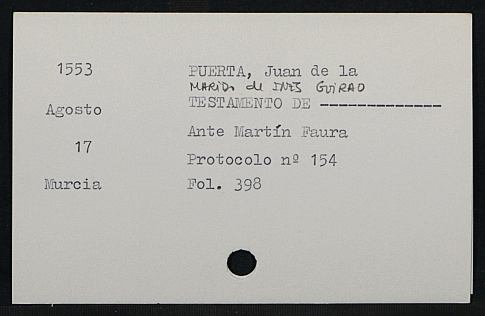 1553
Agosto
17
Murcia
PUERTA, Juan de la
MARIDO de INES GUIRAO
TESTAMENTO DE -------------
Ante Martín Faura
Protocolo nº 154
Fol. 398